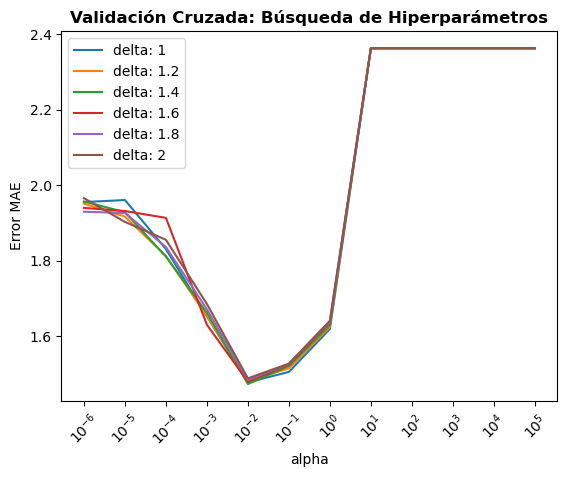 Validación Cruzada: Búsqueda de Hiperparámetros
delta: 1
delta: 1.2
delta: 1.4
delta: 1.6
delta: 1.8
delta: 2
Error MAE
2.4
2.2
2.0
1.8
1.6
10⁻⁶ 10⁻⁵ 10⁻⁴ 10⁻³ 10⁻² 10⁻¹ 10⁰ 10¹ 10² 10³ 10⁴ 10⁵
alpha